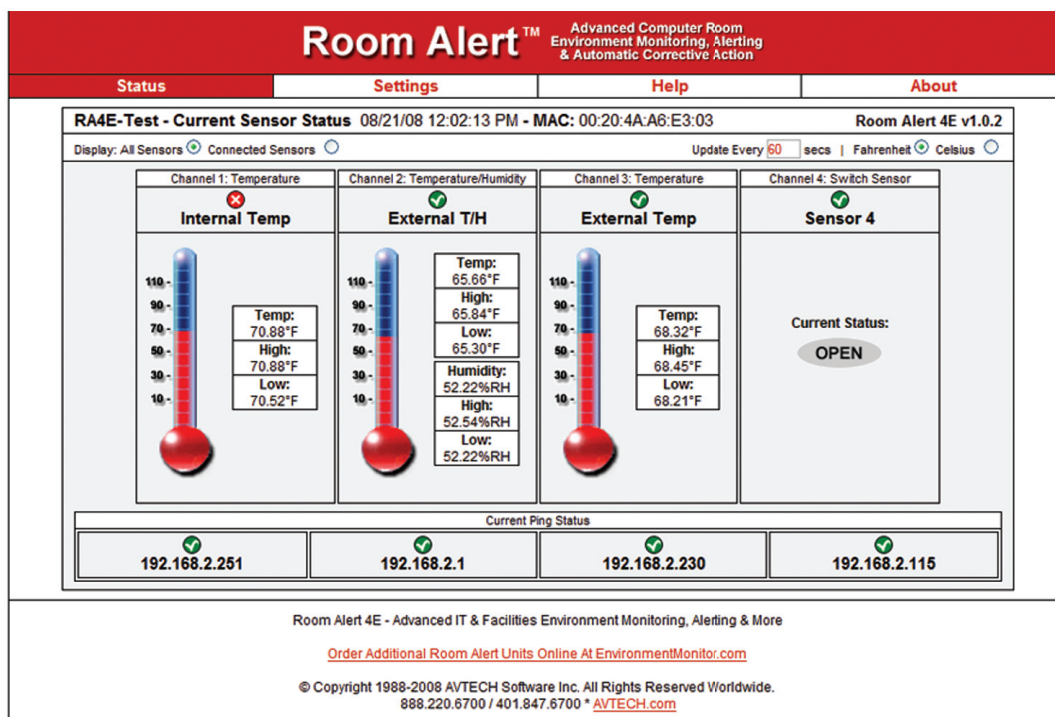 Room Alert™
Advanced Computer Room
Environment Monitoring, Alerting
& Automatic Corrective Action
Status Settings Help About
RA4E-Test - Current Sensor Status 08/21/08 12:02:13 PM - MAC: 00:20:4A:A6:E3:03 Room Alert 4E v1.0.2
Display: All Sensors Connected Sensors Update Every 60 secs | Fahrenheit Celsius
Channel 1: Temperature
Internal Temp
110 -
90 -
70 -
50 -
30 -
10 -
Temp:
70.88°F
High:
70.88°F
Low:
70.52°F
Channel 2: Temperature/Humidity
External T/H
110 -
90 -
70 -
50 -
30 -
10 -
Temp:
65.66°F
High:
65.84°F
Low:
65.30°F
Humidity:
52.22%RH
High:
52.54%RH
Low:
52.22%RH
Channel 3: Temperature
External Temp
110 -
90 -
70 -
50 -
30 -
10 -
Temp:
68.32°F
High:
68.45°F
Low:
68.21°F
Channel 4: Switch Sensor
Sensor 4
Current Status:
OPEN
Current Ping Status
192.168.2.251 192.168.2.1 192.168.2.230 192.168.2.115
Room Alert 4E - Advanced IT & Facilities Environment Monitoring, Alerting & More
Order Additional Room Alert Units Online At EnvironmentMonitor.com
© Copyright 1988-2008 AVTECH Software Inc. All Rights Reserved Worldwide.
888.220.6700 / 401.847.6700 * AVTECH.com